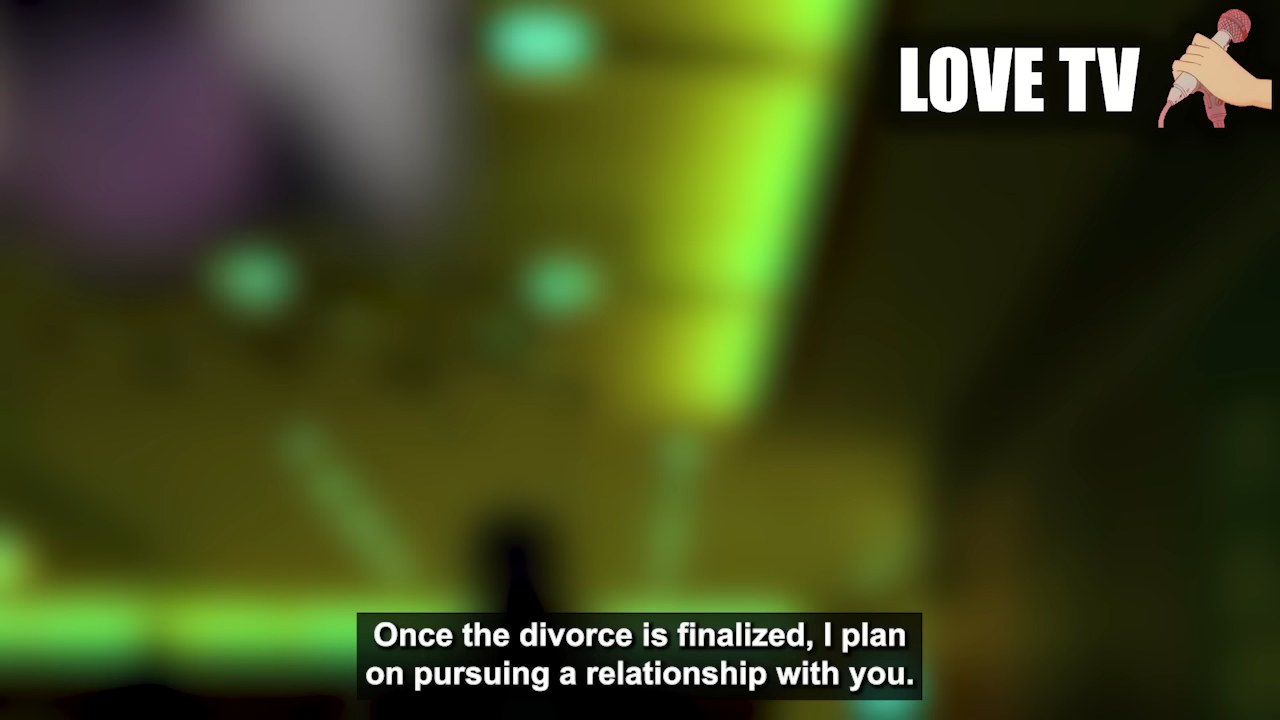 LOVE TV
Once the divorce is finalized, I plan
on pursuing a relationship with you.